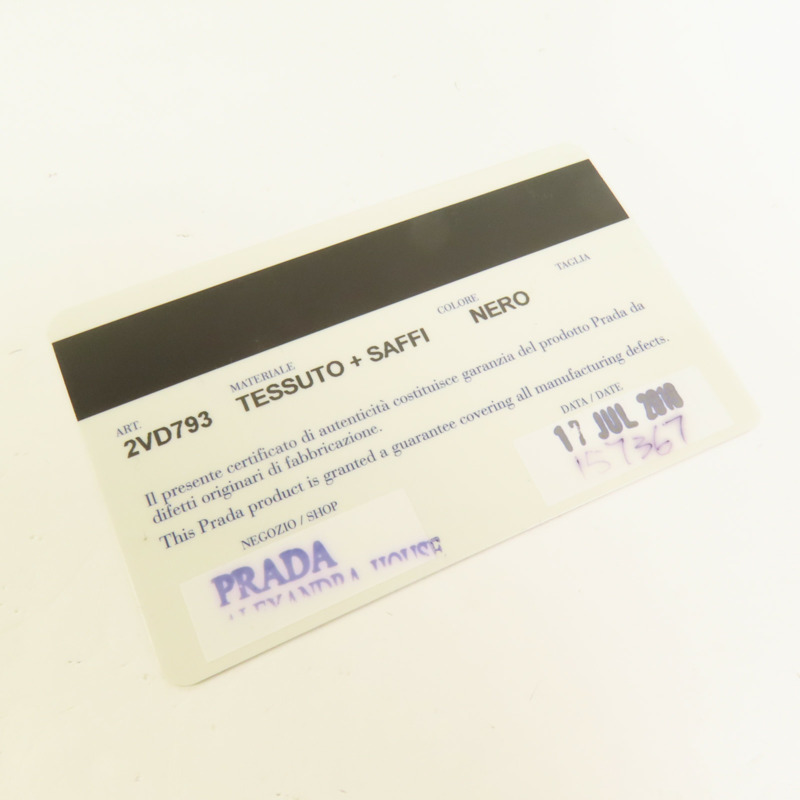 ART. MATERIALE COLORE TAGLIA
2VD793 TESSUTO + SAFFI NERO
Il presente certificato di autenticità costituisce garanzia del prodotto Prada da
difetti originari di fabbricazione.
This Prada product is granted a guarantee covering all manufacturing defects.
NEGOZIO / SHOP
PRADA
ALEXANDRA HOUSE
DATA / DATE
17 JUL 2010
157367